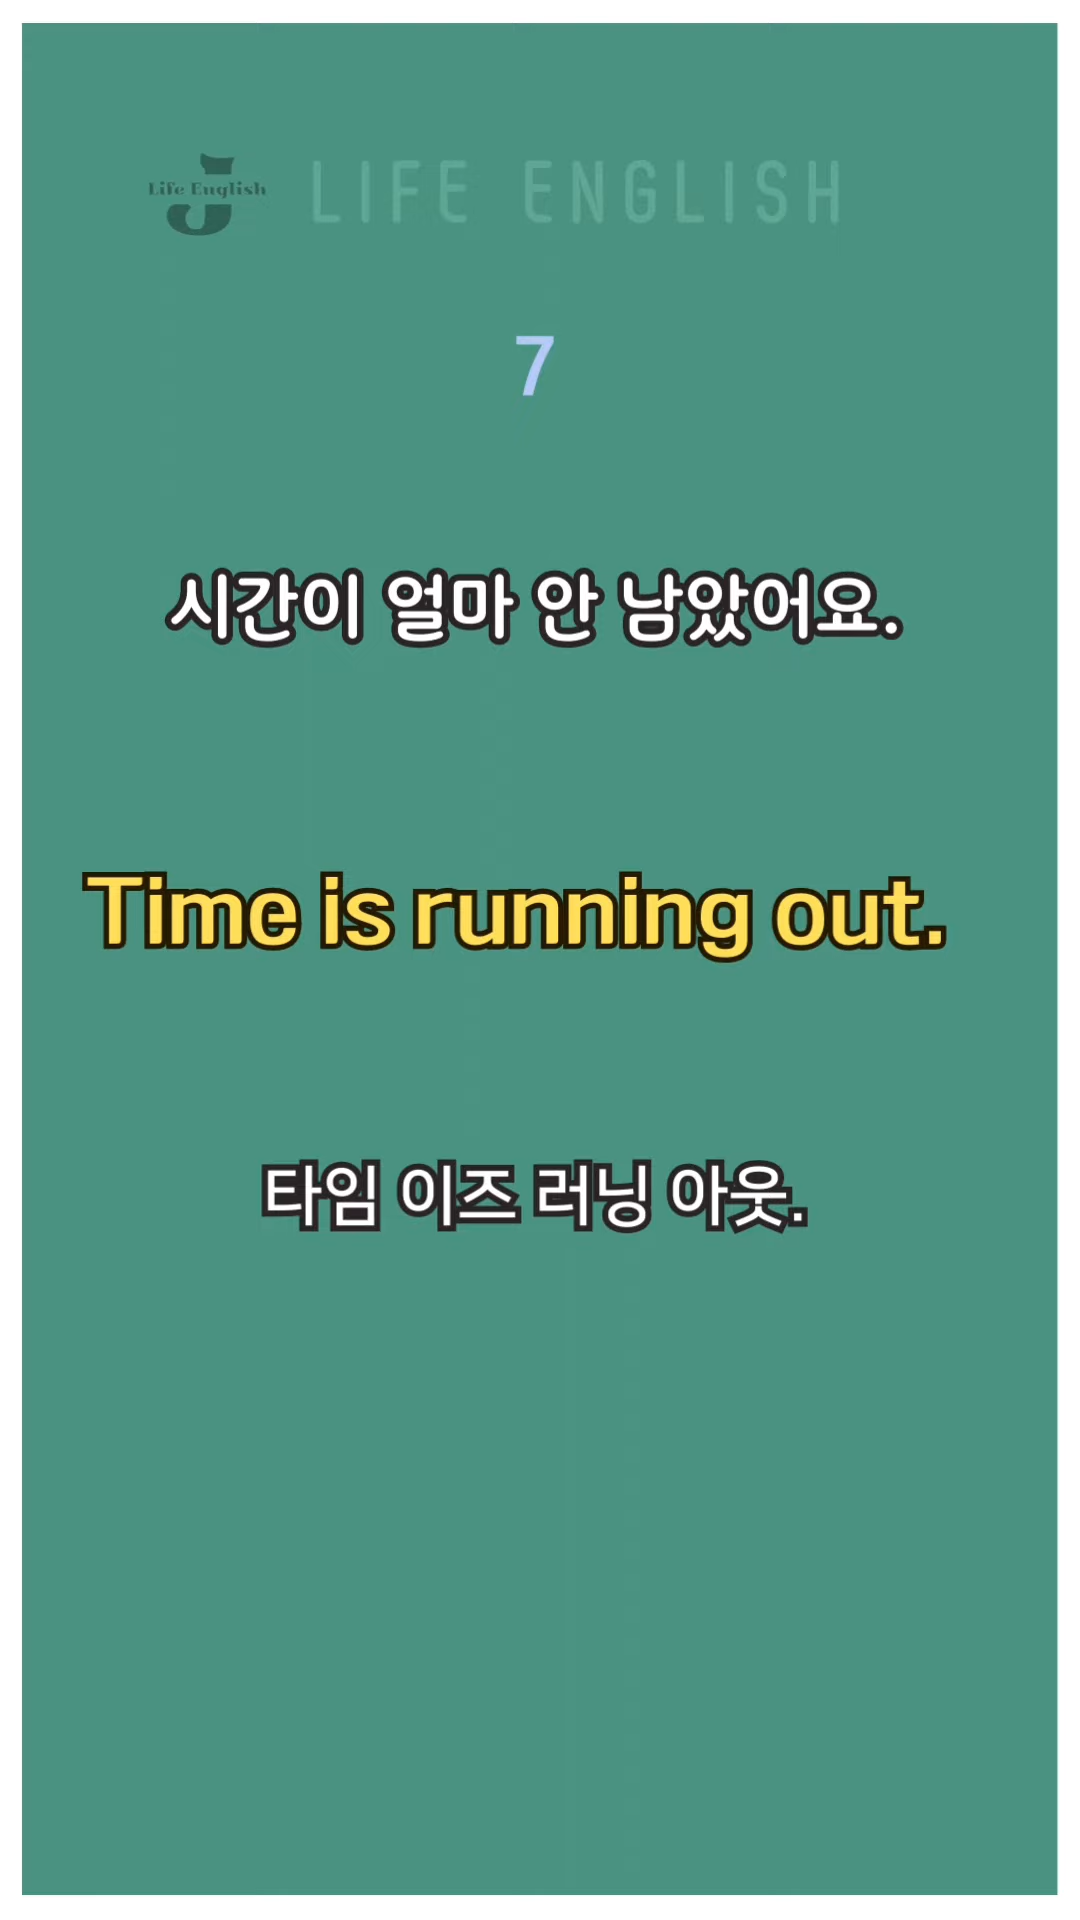 Life English
J
LIFE ENGLISH
7
시간이 얼마 안 남았어요.
Time is running out.
타임 이즈 러닝 아웃.